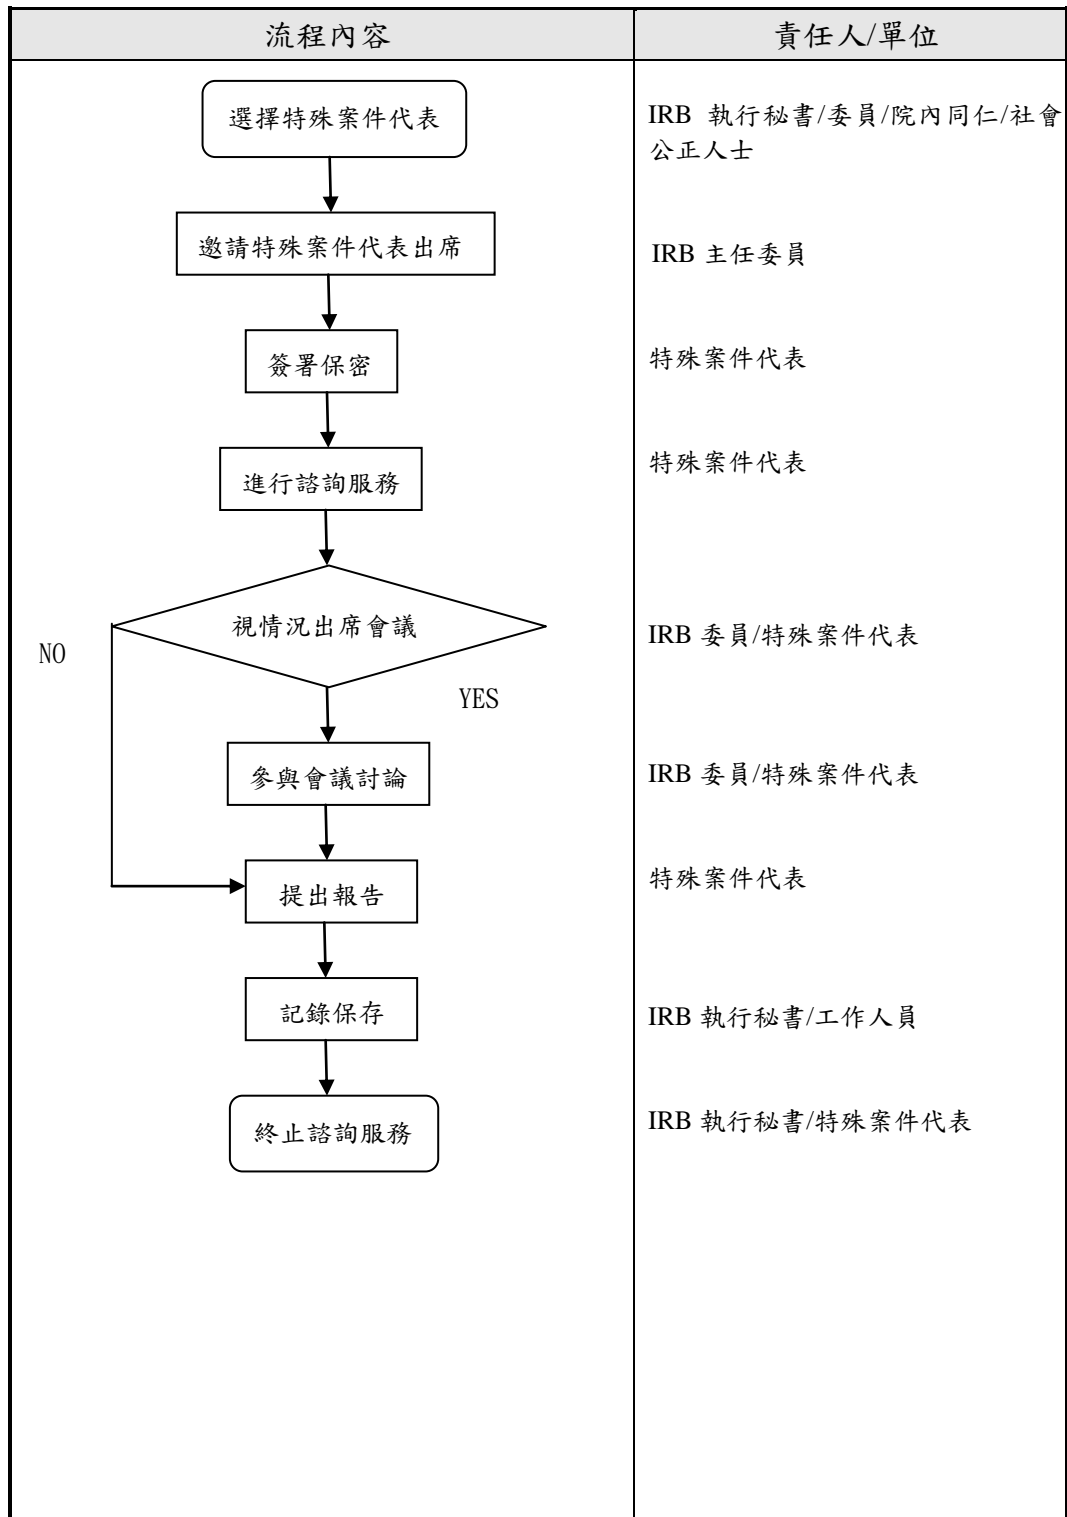 流程內容
責任人/單位
選擇特殊案件代表
IRB 執行秘書/委員/院內同仁/社會
公正人士
邀請特殊案件代表出席
IRB 主任委員
簽署保密
特殊案件代表
進行諮詢服務
特殊案件代表
視情況出席會議
IRB 委員/特殊案件代表
NO
YES
參與會議討論
IRB 委員/特殊案件代表
提出報告
特殊案件代表
記錄保存
IRB 執行秘書/工作人員
終止諮詢服務
IRB 執行秘書/特殊案件代表